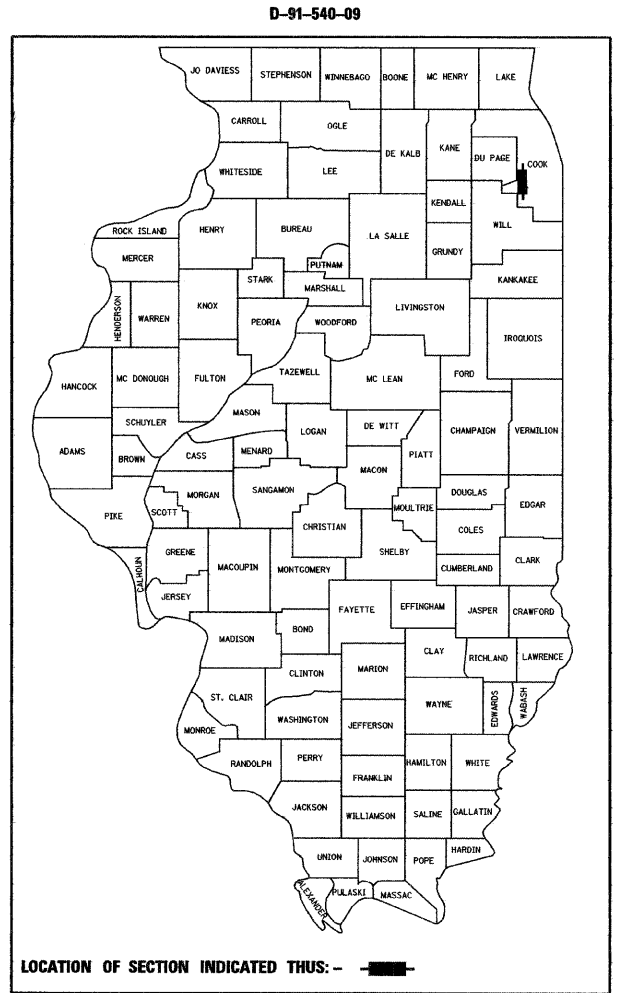 D-91-540-09
JO DAVIESS
STEPHENSON
WINNEBAGO
BOONE
MC HENRY
LAKE
CARROLL
OGLE
DE KALB
KANE
DU PAGE
COOK
WHITESIDE
LEE
KENDALL
WILL
ROCK ISLAND
HENRY
BUREAU
LA SALLE
GRUNDY
MERCER
PUTNAM
STARK
MARSHALL
KANKAKEE
HENDERSON
WARREN
KNOX
PEORIA
WOODFORD
LIVINGSTON
IROQUOIS
HANCOCK
MC DONOUGH
FULTON
TAZEWELL
MC LEAN
FORD
MASON
SCHUYLER
LOGAN
DE WITT
CHAMPAIGN
VERMILION
ADAMS
BROWN
CASS
MENARD
MACON
PIATT
MORGAN
SANGAMON
DOUGLAS
EDGAR
PIKE
SCOTT
CHRISTIAN
MOULTRIE
COLES
SHELBY
GREENE
MACOUPIN
MONTGOMERY
CUMBERLAND
CLARK
CALHOUN
JERSEY
FAYETTE
EFFINGHAM
JASPER
CRAWFORD
MADISON
BOND
CLAY
RICHLAND
LAWRENCE
CLINTON
MARION
ST. CLAIR
WAYNE
EDWARDS
WABASH
WASHINGTON
JEFFERSON
MONROE
RANDOLPH
PERRY
HAMILTON
WHITE
FRANKLIN
JACKSON
WILLIAMSON
SALINE
GALLATIN
UNION
JOHNSON
POPE
HARDIN
ALEXANDER
PULASKI
MASSAC
LOCATION OF SECTION INDICATED THUS:-